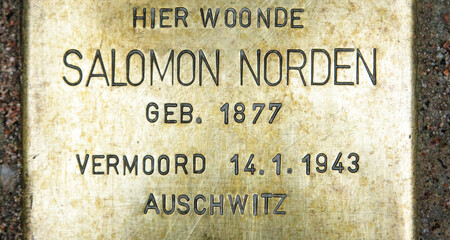 HIER WOONDE
SALOMON NORDEN
GEB. 1877
VERMOORD 14.1.1943
AUSCHWITZ